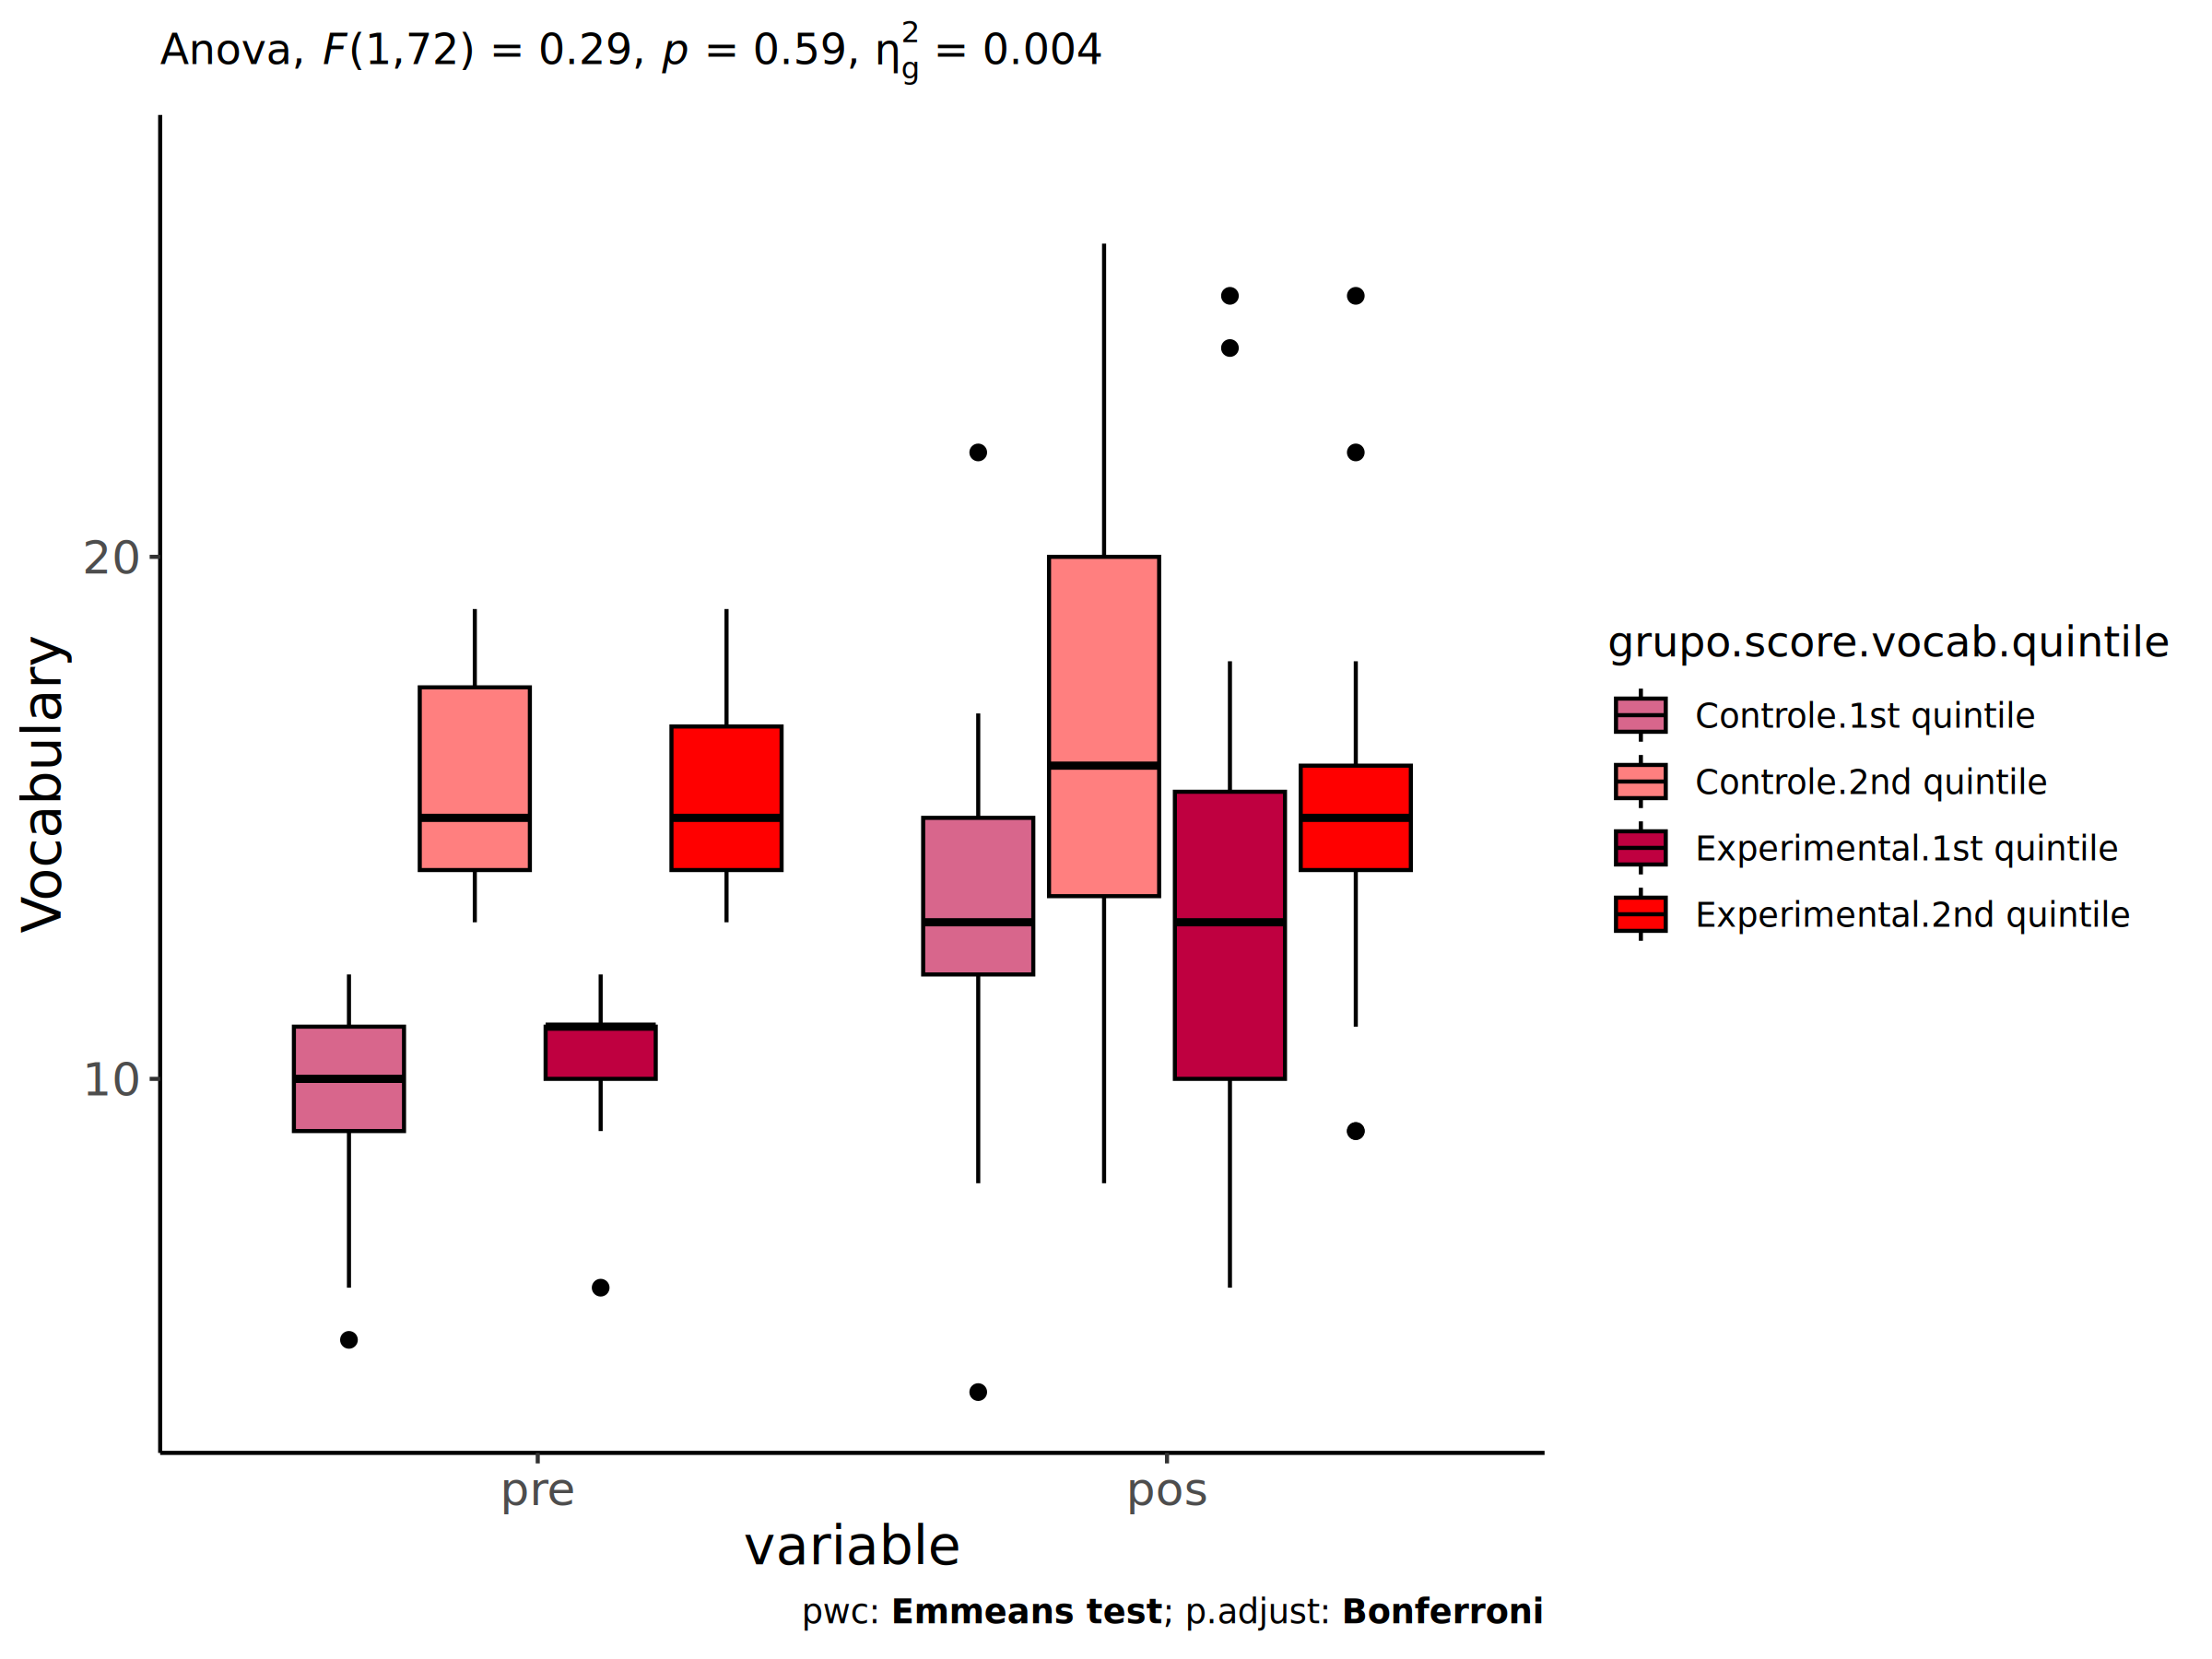 Anova, F(1,72) = 0.29, p = 0.59, η²g = 0.004
Vocabulary
20
10
pre
pos
variable
grupo.score.vocab.quintile
Controle.1st quintile
Controle.2nd quintile
Experimental.1st quintile
Experimental.2nd quintile
pwc: Emmeans test; p.adjust: Bonferroni